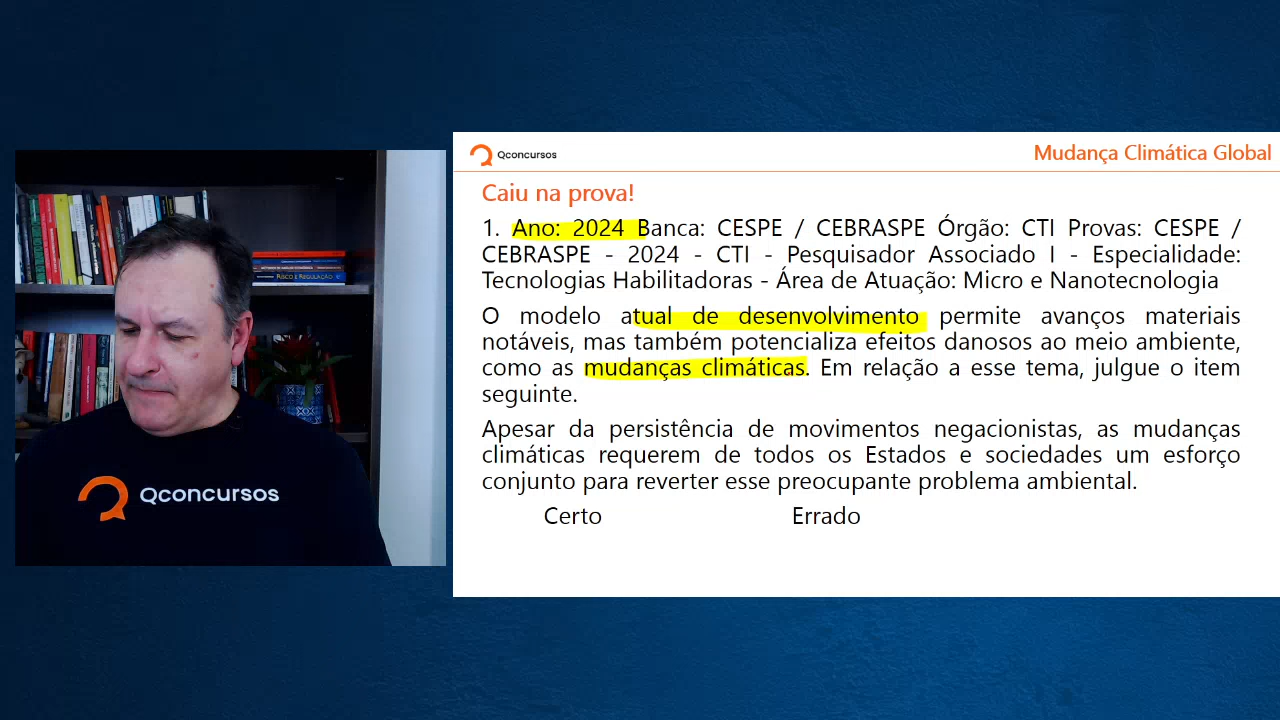 RISCO E REGULAÇÃO
Qconcursos
Qconcursos
Mudança Climática Global
Caiu na prova!
1. Ano: 2024 Banca: CESPE / CEBRASPE Órgão: CTI Provas: CESPE /
CEBRASPE - 2024 - CTI - Pesquisador Associado I - Especialidade:
Tecnologias Habilitadoras - Área de Atuação: Micro e Nanotecnologia
O modelo atual de desenvolvimento permite avanços materiais
notáveis, mas também potencializa efeitos danosos ao meio ambiente,
como as mudanças climáticas. Em relação a esse tema, julgue o item
seguinte.
Apesar da persistência de movimentos negacionistas, as mudanças
climáticas requerem de todos os Estados e sociedades um esforço
conjunto para reverter esse preocupante problema ambiental.
Certo Errado